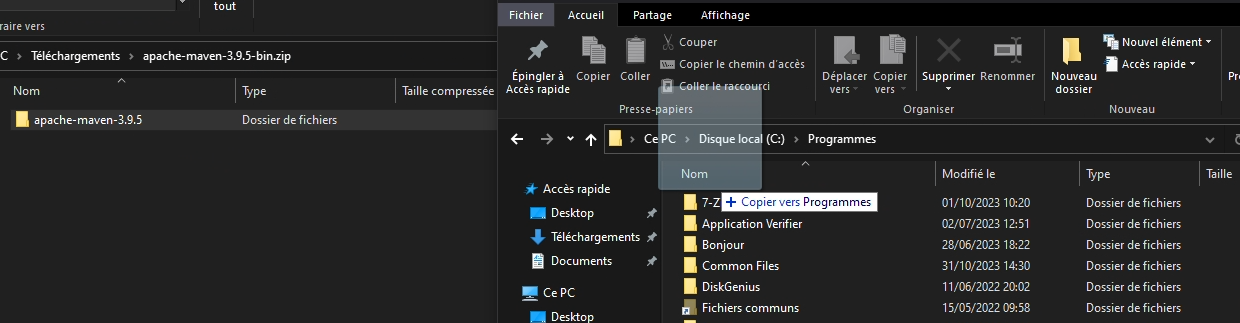 tout
raire vers
C > Téléchargements > apache-maven-3.9.5-bin.zip
Nom Type Taille compressée
apache-maven-3.9.5 Dossier de fichiers
Fichier Accueil Partage Affichage
Épingler à Accès rapide
Copier
Coller
Couper
Copier le chemin d'accès
Coller le raccourci
Presse-papiers
Déplacer vers
Copier vers
Supprimer
Renommer
Organiser
Nouveau dossier
Nouvel élément
Accès rapide
Nouveau
Ce PC > Disque local (C:) > Programmes
Accès rapide
Desktop
Téléchargements
Documents
Ce PC
Desktop
Nom Modifié le Type Taille
7-Z 01/10/2023 10:20 Dossier de fichiers
+ Copier vers Programmes
Application Verifier 02/07/2023 12:51 Dossier de fichiers
Bonjour 28/06/2023 18:22 Dossier de fichiers
Common Files 31/10/2023 14:30 Dossier de fichiers
DiskGenius 11/06/2022 20:02 Dossier de fichiers
Fichiers communs 15/05/2022 09:58 Dossier de fichiers